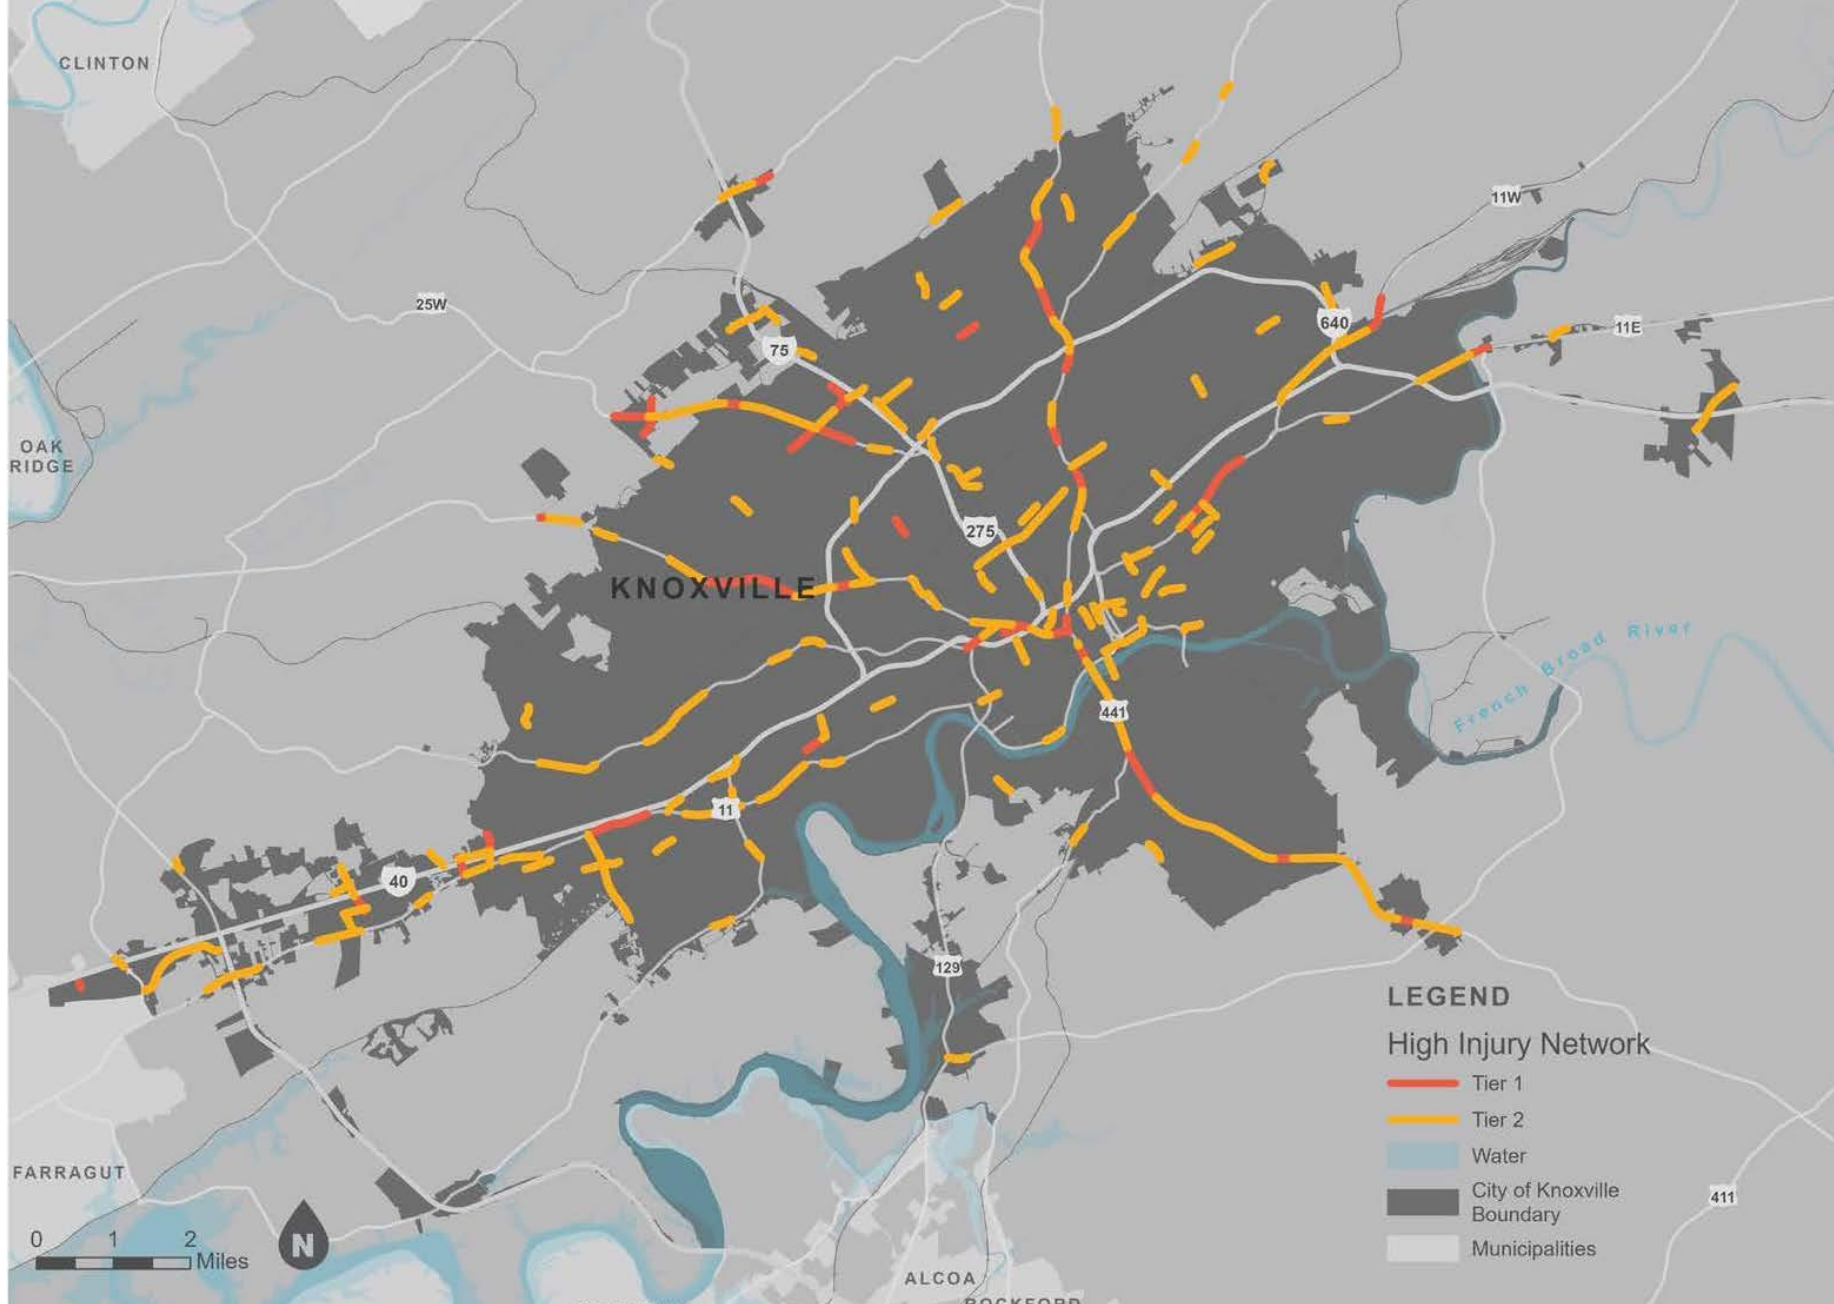 CLINTON
11W
25W
640
11E
75
OAK
RIDGE
275
KNOXVILLE
French Broad River
441
11
40
129
LEGEND
High Injury Network
Tier 1
Tier 2
Water
City of Knoxville
Boundary
Municipalities
FARRAGUT
411
0 1 2
Miles
N
ALCOA
ROCKFORD